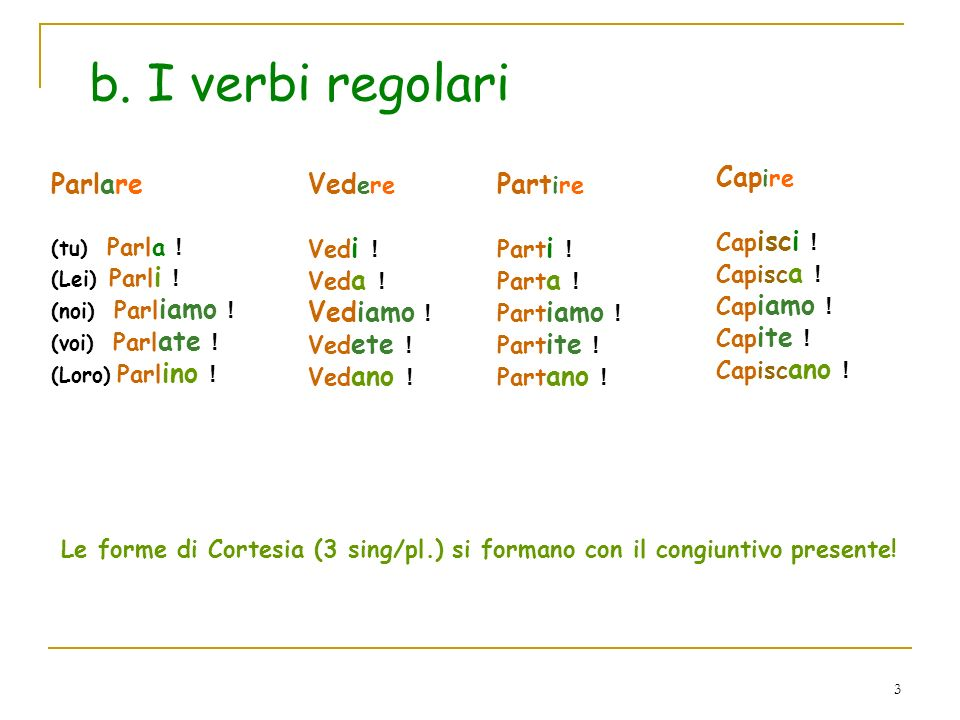 b. I verbi regolari
Parlare
(tu) Parla !
(Lei) Parli !
(noi) Parliamo !
(voi) Parlate !
(Loro) Parlino !
Vedere
Vedi !
Veda !
Vediamo !
Vedete !
Vedano !
Partire
Parti !
Parta !
Partiamo !
Partite !
Partano !
Capire
Capisci !
Capisca !
Capiamo !
Capite !
Capiscano !
Le forme di Cortesia (3 sing/pl.) si formano con il congiuntivo presente!
3